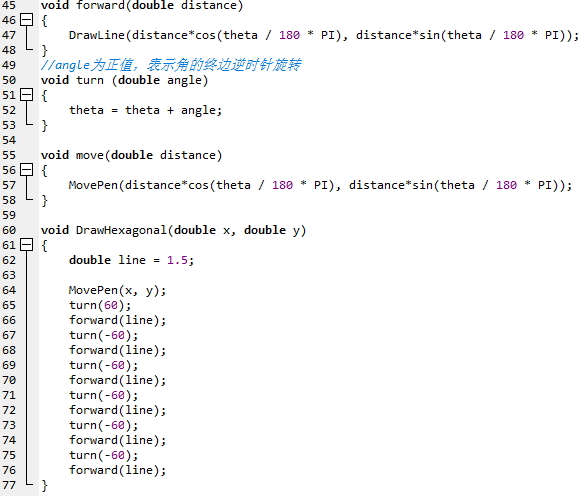 45 void forward(double distance)
46 {
47 DrawLine(distance*cos(theta / 180 * PI), distance*sin(theta / 180 * PI));
48 }
49 //angle为正值，表示角的终边逆时针旋转
50 void turn (double angle)
51 {
52 theta = theta + angle;
53 }
54
55 void move(double distance)
56 {
57 MovePen(distance*cos(theta / 180 * PI), distance*sin(theta / 180 * PI));
58 }
59
60 void DrawHexagonal(double x, double y)
61 {
62 double line = 1.5;
63
64 MovePen(x, y);
65 turn(60);
66 forward(line);
67 turn(-60);
68 forward(line);
69 turn(-60);
70 forward(line);
71 turn(-60);
72 forward(line);
73 turn(-60);
74 forward(line);
75 turn(-60);
76 forward(line);
77 }